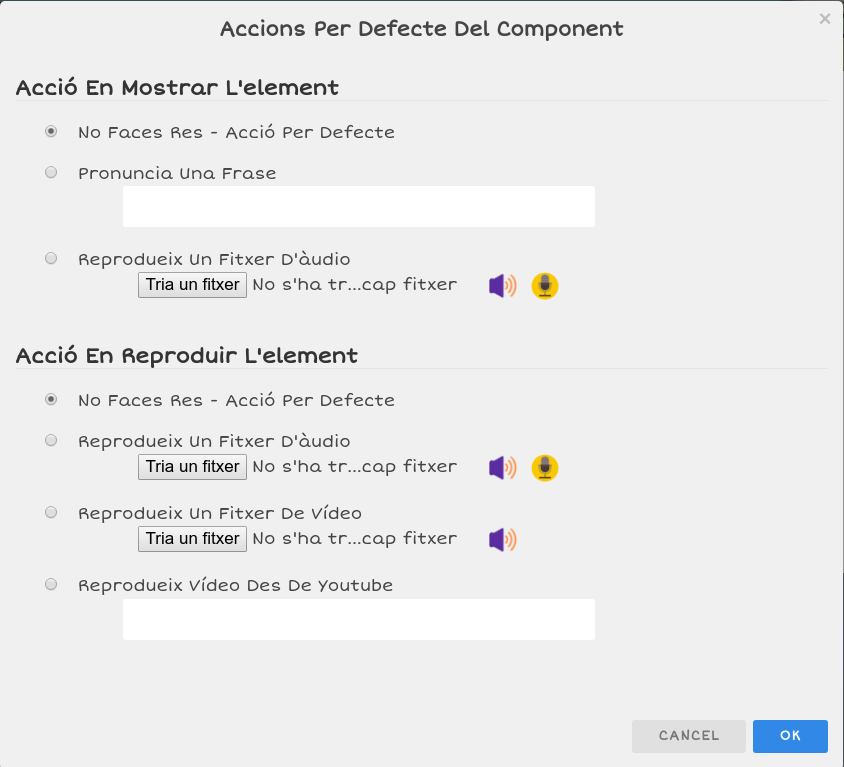 Accions Per Defecte Del Component
×
Acció En Mostrar L'element
No Faces Res - Acció Per Defecte
Pronuncia Una Frase
Reprodueix Un Fitxer D'àudio
Tria un fitxer No s'ha tr...cap fitxer
Acció En Reproduir L'element
No Faces Res - Acció Per Defecte
Reprodueix Un Fitxer D'àudio
Tria un fitxer No s'ha tr...cap fitxer
Reprodueix Un Fitxer De Vídeo
Tria un fitxer No s'ha tr...cap fitxer
Reprodueix Vídeo Des De Youtube
CANCEL OK